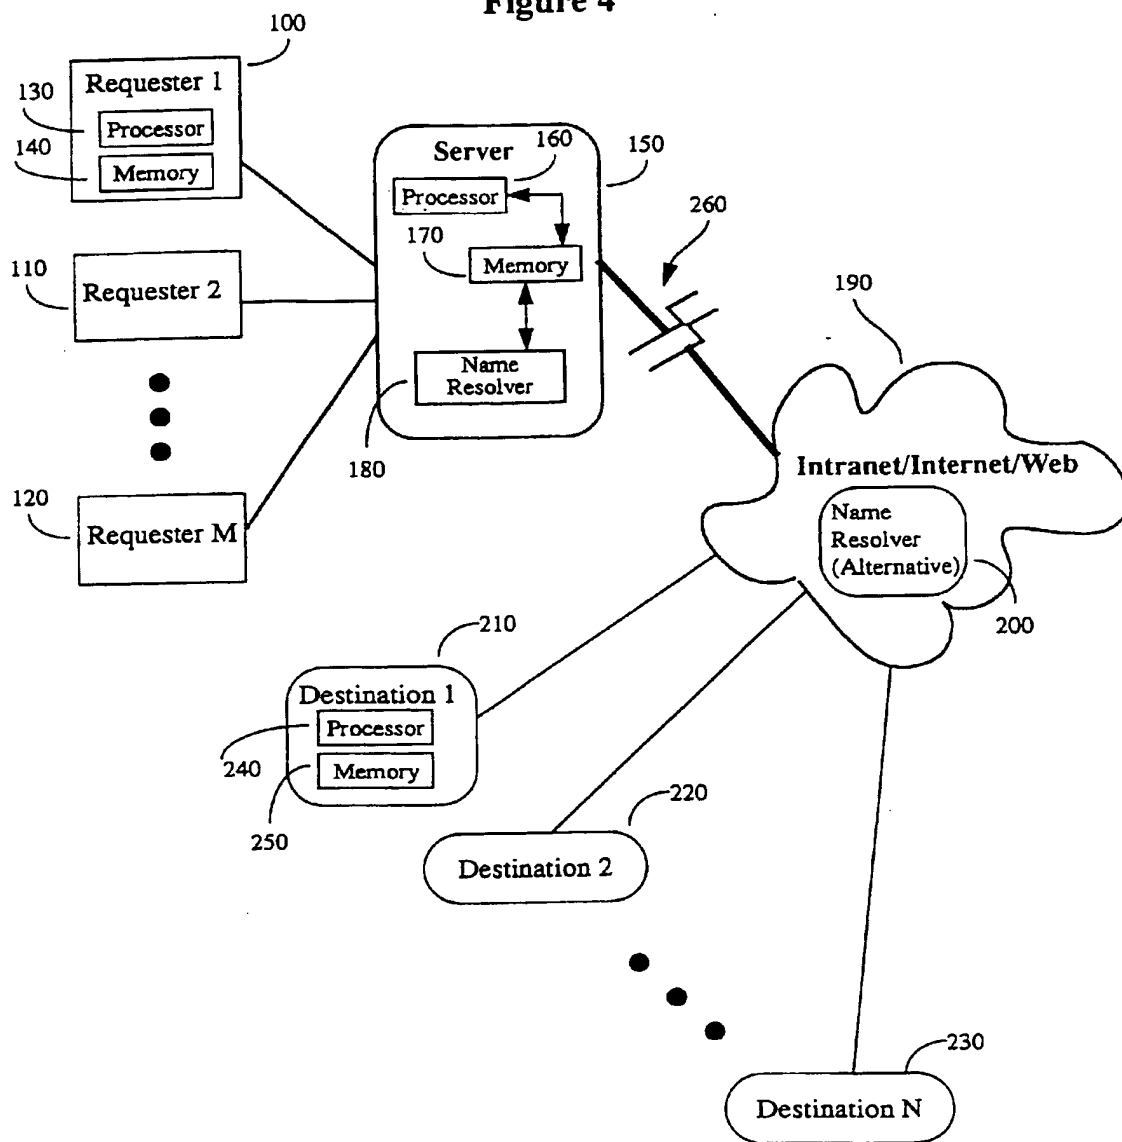 Figure 4
100
Requester 1
130
Processor
140
Memory
110
Requester 2
120
Requester M
Server
150
160
Processor
170
Memory
Name
Resolver
180
260
190
Intranet/Internet/Web
Name
Resolver
(Alternative)
200
210
Destination 1
Processor
240
Memory
250
220
Destination 2
230
Destination N